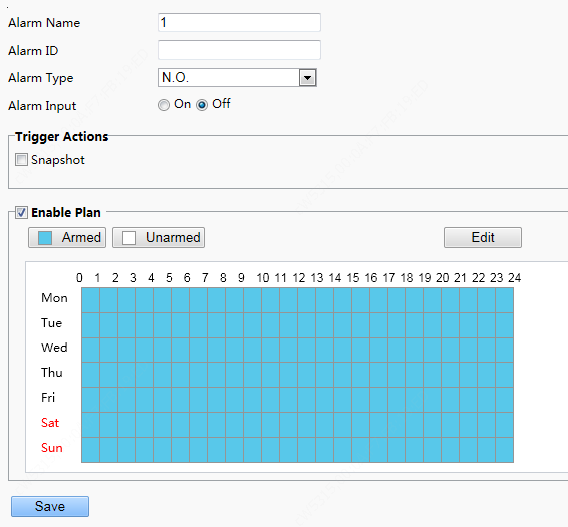 Alarm Name 1
Alarm ID
Alarm Type N.O.
Alarm Input On Off
Trigger Actions
Snapshot
Enable Plan
Armed Unarmed Edit
0 1 2 3 4 5 6 7 8 9 10 11 12 13 14 15 16 17 18 19 20 21 22 23 24
Mon
Tue
Wed
Thu
Fri
Sat
Sun
Save